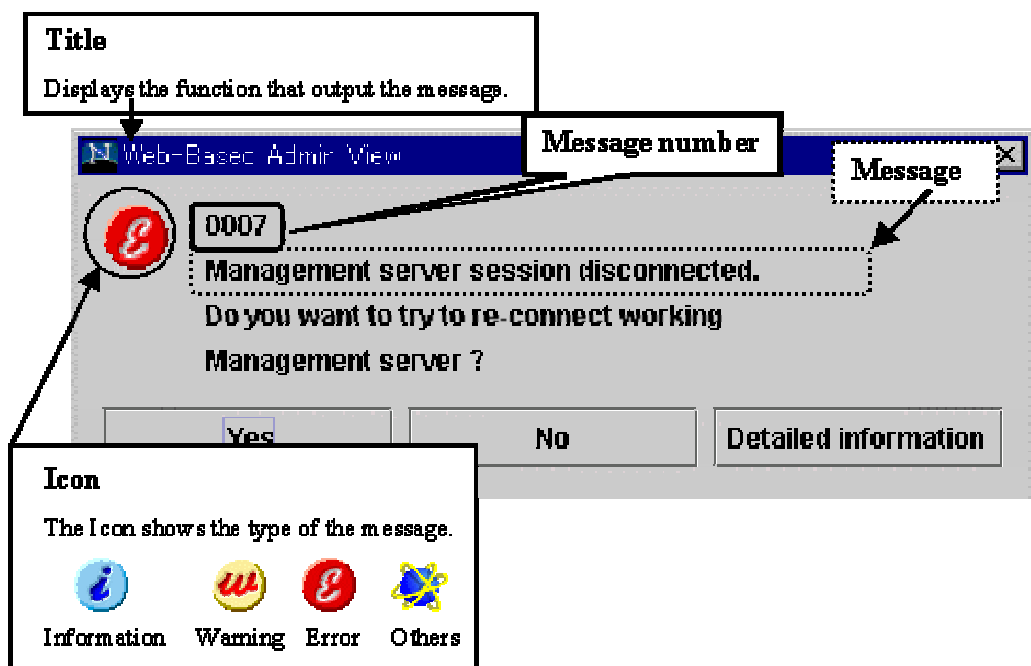 Title
Displays the function that output the message.
Web-Based Admin View
Message number
Message
0007
Management server session disconnected.
Do you want to try to re-connect working
Management server ?
Yes
No
Detailed information
Icon
The Icon shows the type of the message.
Information Warning Error Others